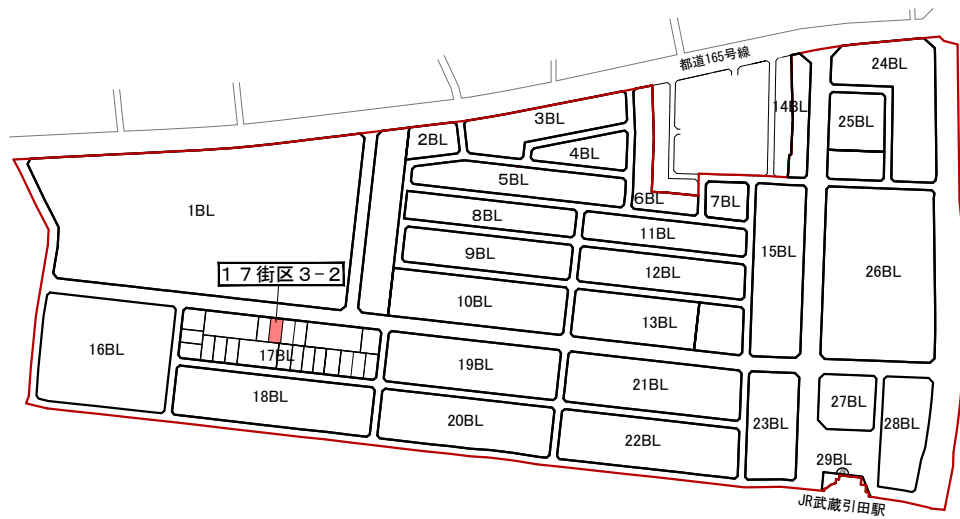 都道165号線
24BL
14BL
3BL
25BL
2BL
4BL
5BL
6BL
7BL
1BL
8BL
11BL
15BL
9BL
12BL
26BL
17街区3-2
10BL
13BL
16BL
17BL
19BL
21BL
18BL
20BL
22BL
23BL
27BL
28BL
29BL
JR武蔵引田駅